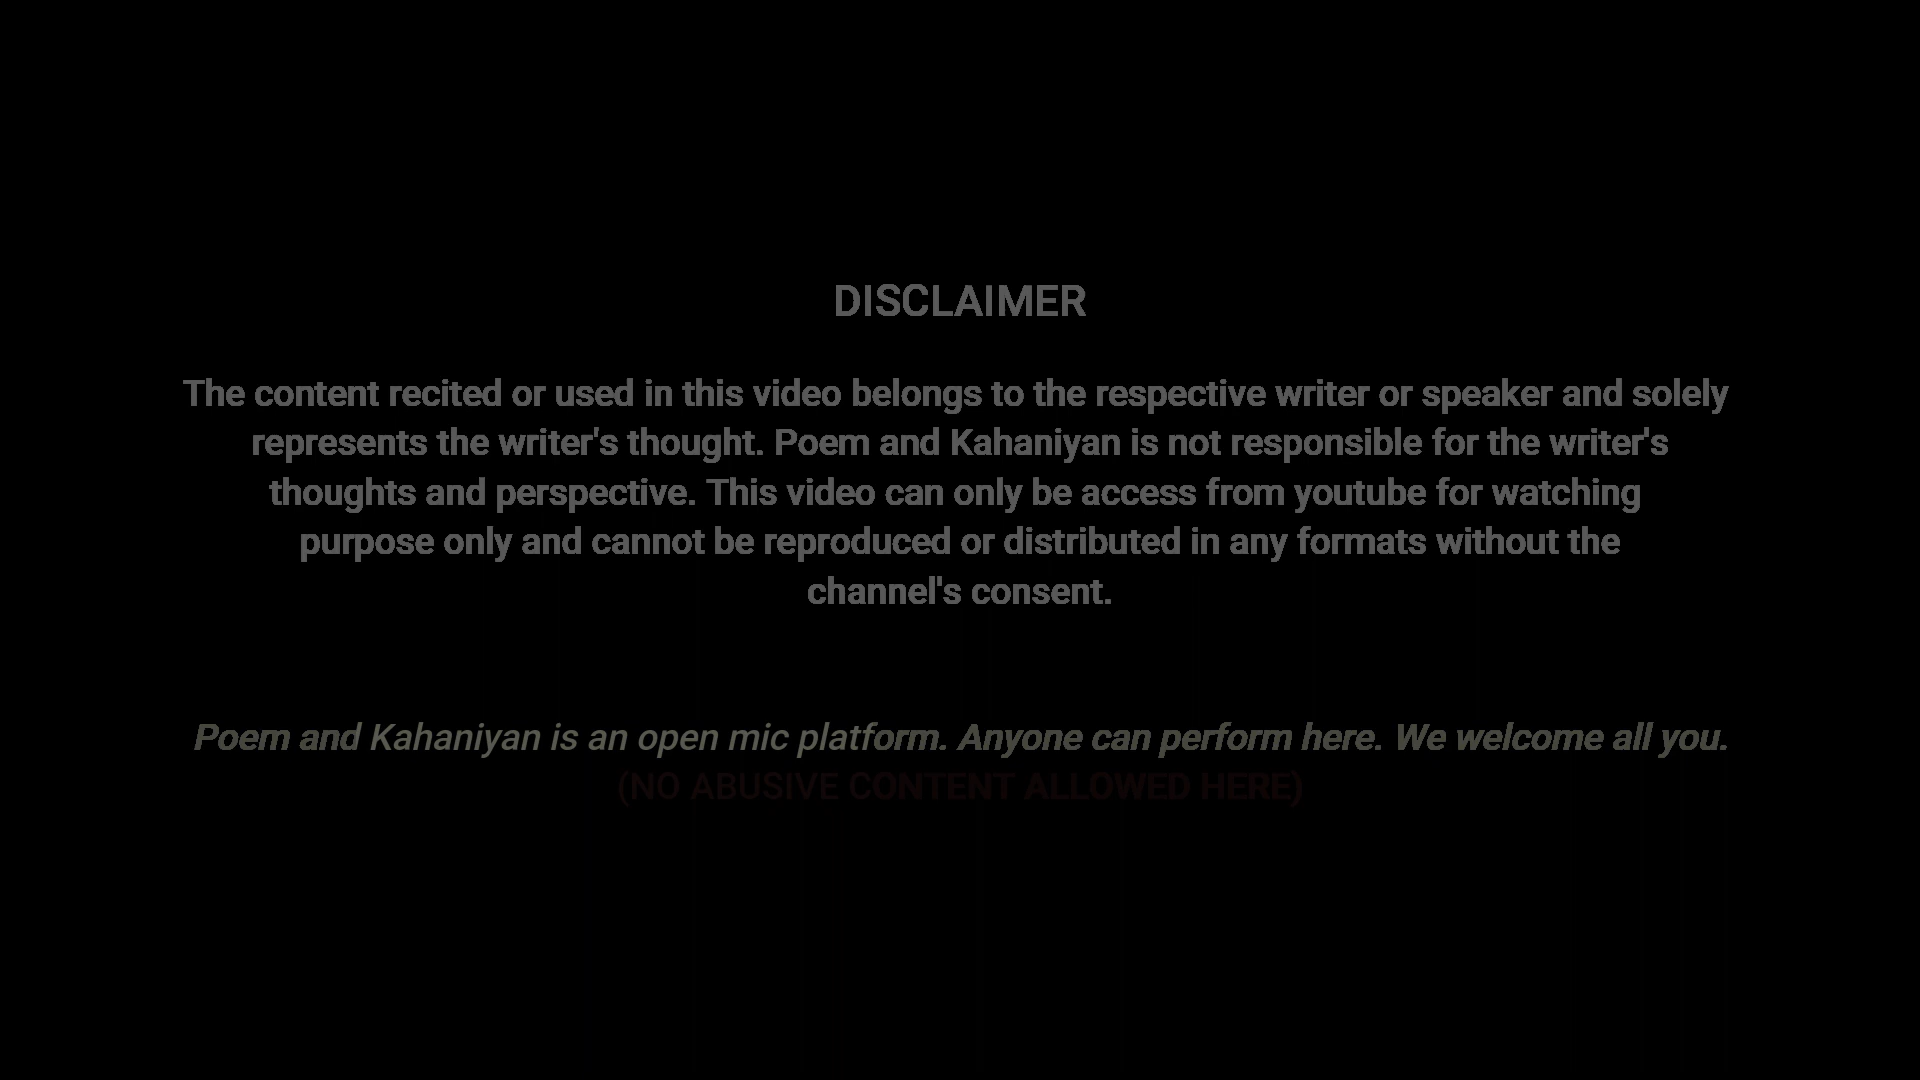 DISCLAIMER
The content recited or used in this video belongs to the respective writer or speaker and solely
represents the writer's thought. Poem and Kahaniyan is not responsible for the writer's
thoughts and perspective. This video can only be access from youtube for watching
purpose only and cannot be reproduced or distributed in any formats without the
channel's consent.
Poem and Kahaniyan is an open mic platform. Anyone can perform here. We welcome all you.
(NO ABUSIVE CONTENT ALLOWED HERE)